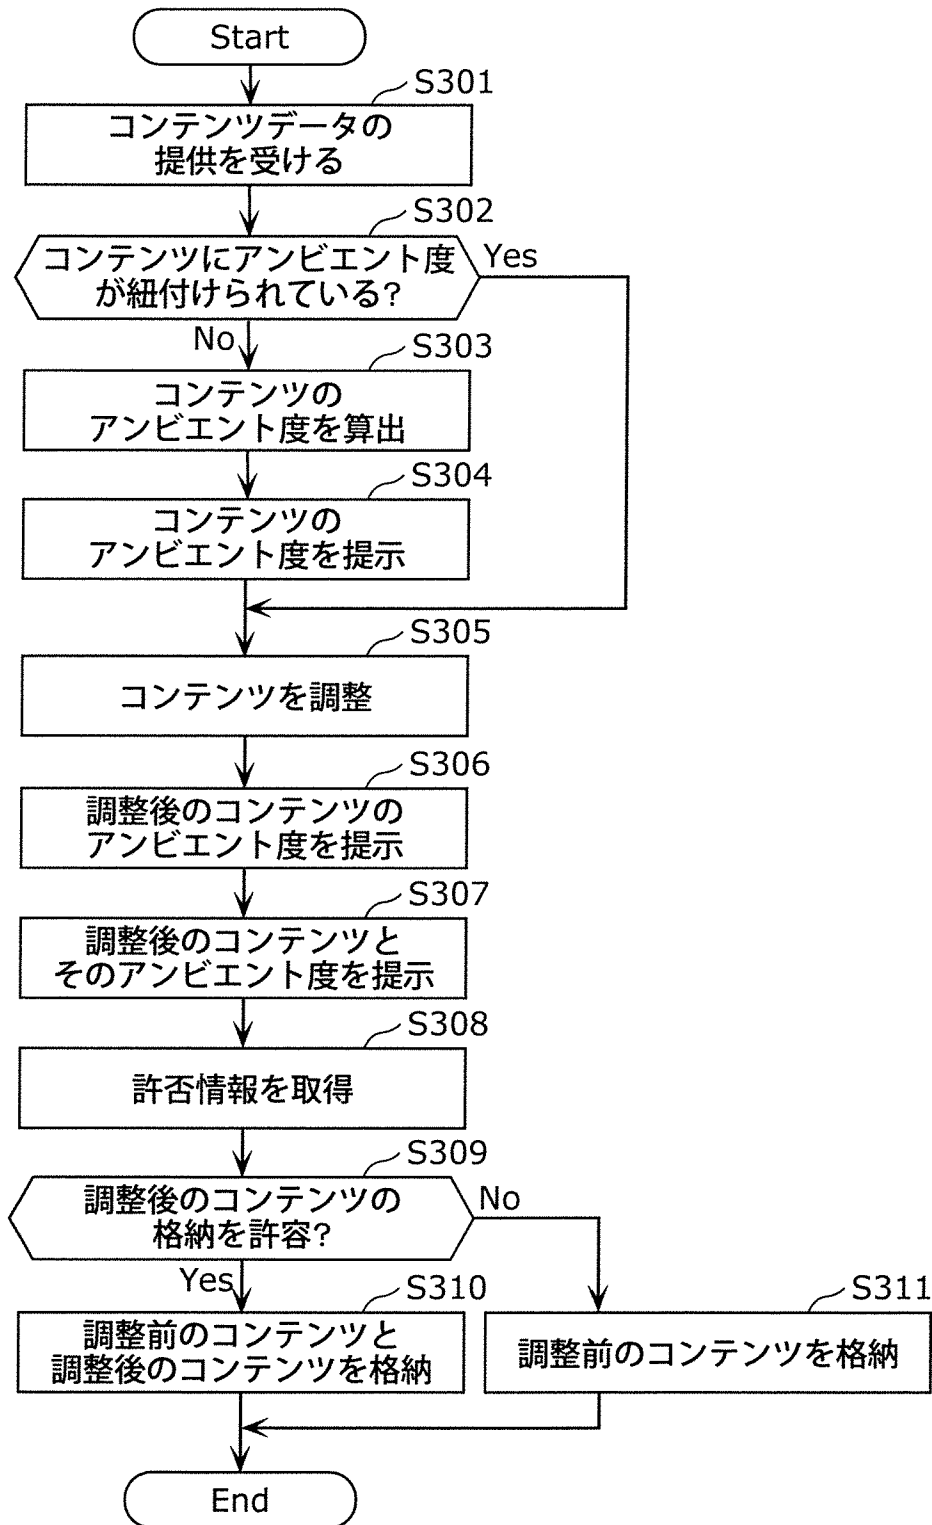 Start
S301
コンテンツデータの
提供を受ける
S302
コンテンツにアンビエント度
が紐付けられている?
Yes
No
S303
コンテンツの
アンビエント度を算出
S304
コンテンツの
アンビエント度を提示
S305
コンテンツを調整
S306
調整後のコンテンツの
アンビエント度を提示
S307
調整後のコンテンツと
そのアンビエント度を提示
S308
許否情報を取得
S309
調整後のコンテンツの
格納を許容?
No
Yes
S310
調整前のコンテンツと
調整後のコンテンツを格納
S311
調整前のコンテンツを格納
End